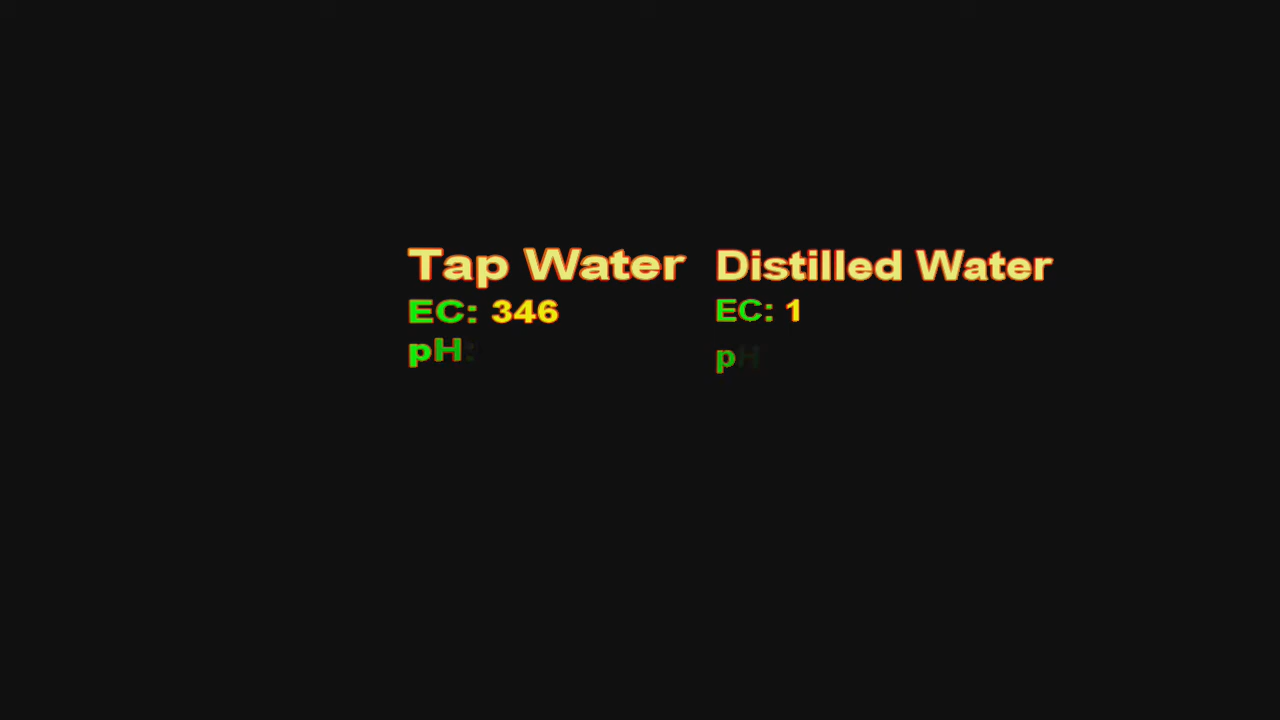 Tap Water
EC: 346
pH:
Distilled Water
EC: 1
pH